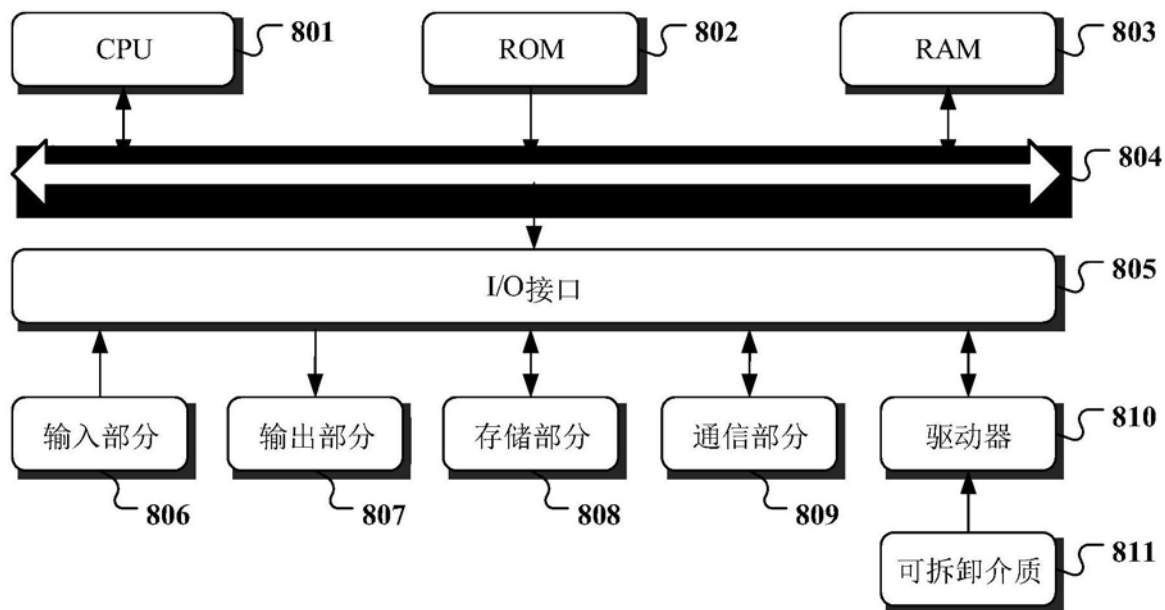 CPU
801
ROM
802
RAM
803
804
I/O接口
805
输入部分
806
输出部分
807
存储部分
808
通信部分
809
驱动器
810
可拆卸介质
811